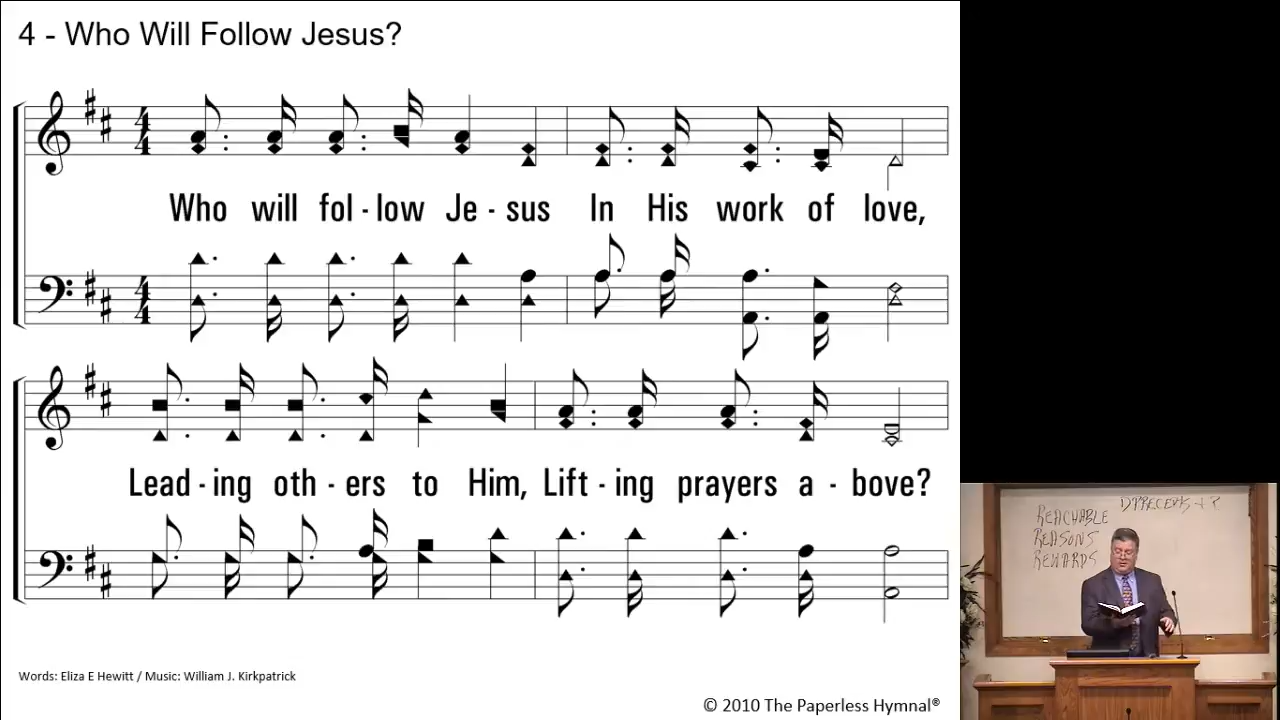 4 - Who Will Follow Jesus?
Who will fol - low Je - sus In His work of love,
Lead - ing oth - ers to Him, Lift - ing prayers a - bove?
Words: Eliza E Hewitt / Music: William J. Kirkpatrick
© 2010 The Paperless Hymnal®
REACHABLE
REASONS
REWARDS